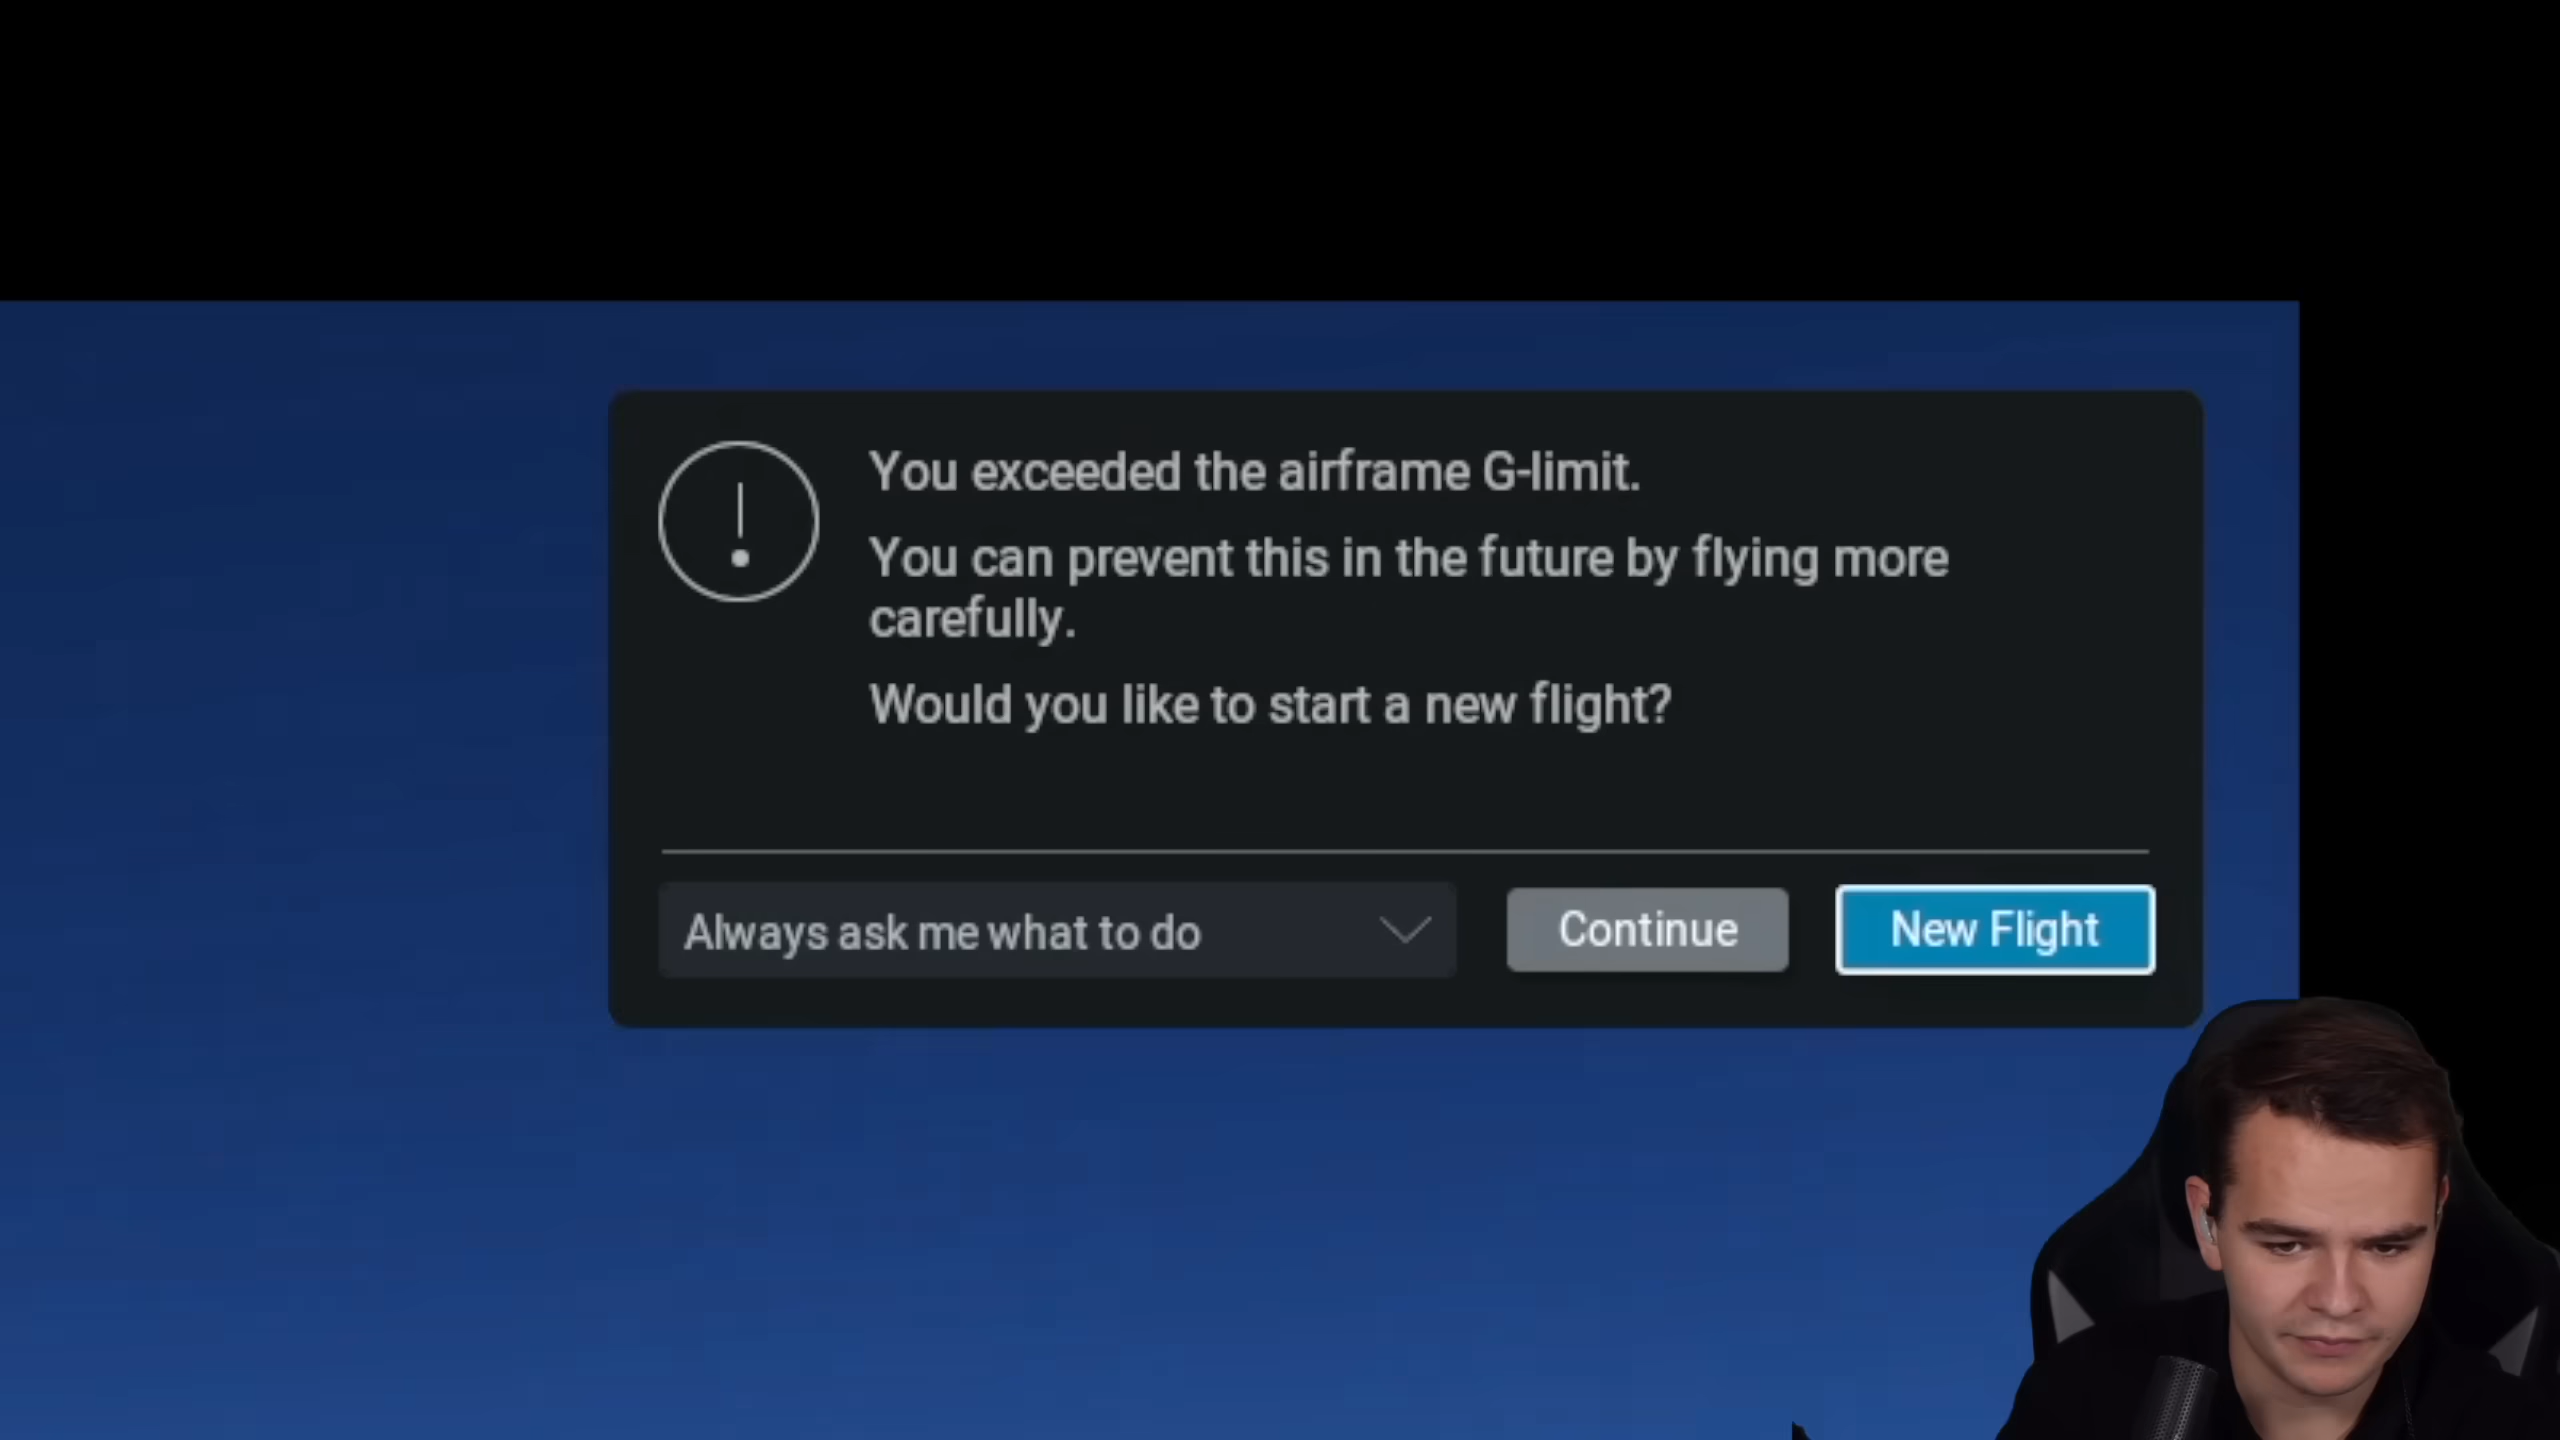 You exceeded the airframe G-limit.
You can prevent this in the future by flying more
carefully.
Would you like to start a new flight?
Always ask me what to do
Continue
New Flight